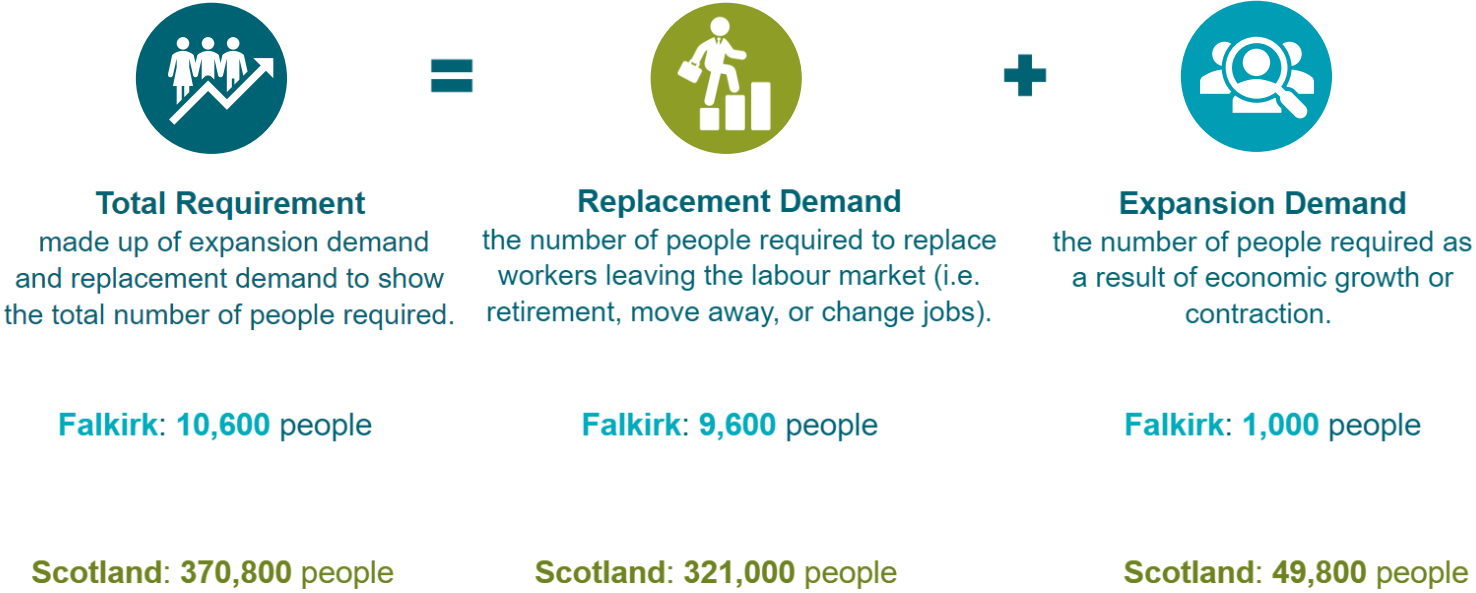 =
+
Total Requirement
made up of expansion demand
and replacement demand to show
the total number of people required.
Replacement Demand
the number of people required to replace
workers leaving the labour market (i.e.
retirement, move away, or change jobs).
Expansion Demand
the number of people required as
a result of economic growth or
contraction.
Falkirk: 10,600 people
Falkirk: 9,600 people
Falkirk: 1,000 people
Scotland: 370,800 people
Scotland: 321,000 people
Scotland: 49,800 people